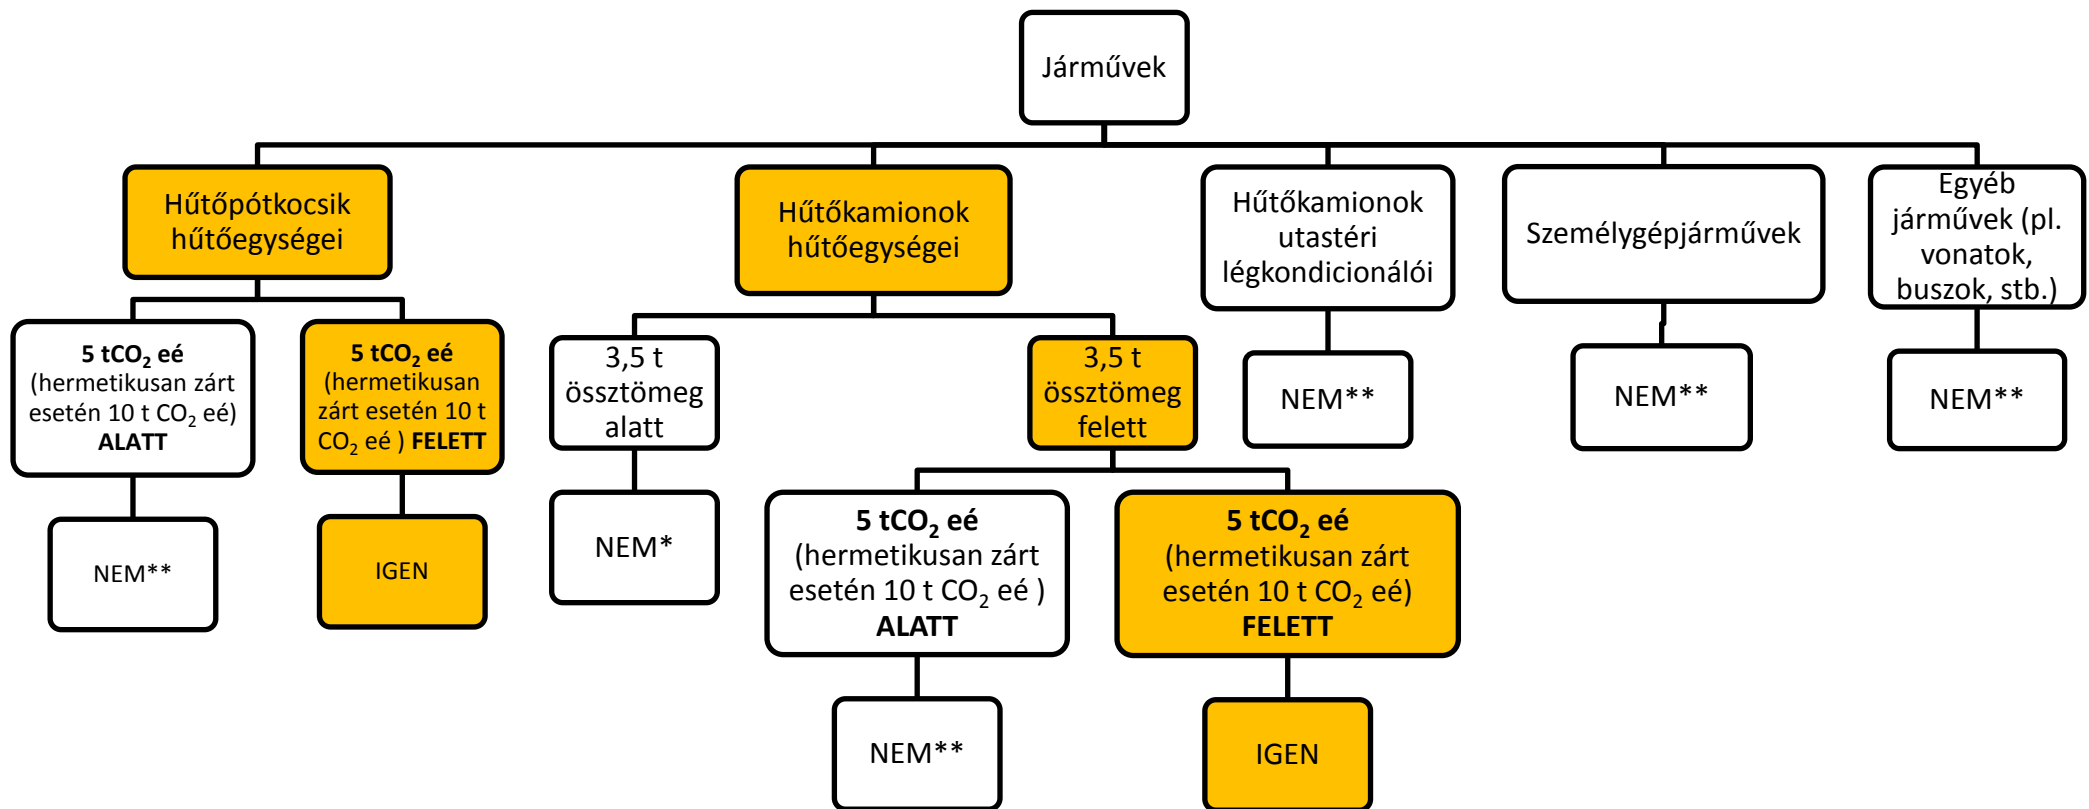 Járművek
Hűtőpótkocsik
hűtőegységei
Hűtőkamionok
hűtőegységei
Hűtőkamionok
utastéri
légkondicionálói
Személygépjárművek
Egyéb
járművek (pl.
vonatok,
buszok, stb.)
5 tCO₂ eé
(hermetikusan zárt
esetén 10 t CO₂ eé)
ALATT
5 tCO₂ eé
(hermetikusan
zárt esetén 10 t
CO₂ eé ) FELETT
3,5 t
össztömeg
alatt
3,5 t
össztömeg
felett
NEM**
NEM**
NEM**
NEM**
IGEN
NEM*
5 tCO₂ eé
(hermetikusan zárt
esetén 10 t CO₂ eé )
ALATT
5 tCO₂ eé
(hermetikusan zárt
esetén 10 t CO₂ eé)
FELETT
NEM**
IGEN